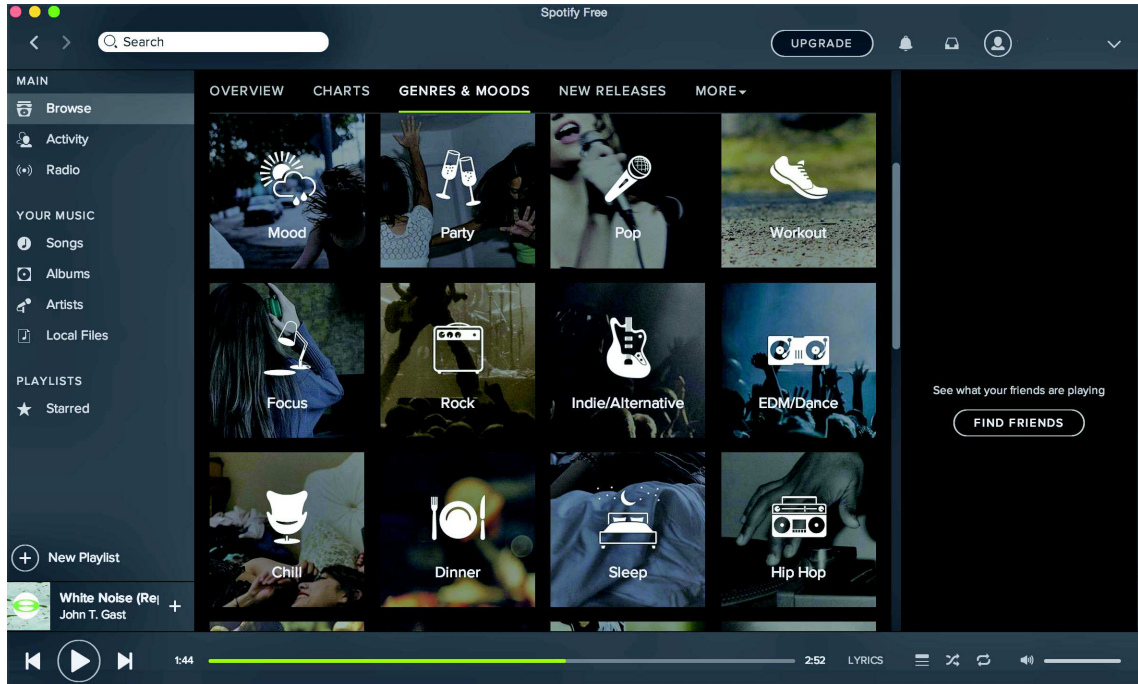 Spotify Free
Search
UPGRADE
MAIN
Browse
Activity
Radio
YOUR MUSIC
Songs
Albums
Artists
Local Files
PLAYLISTS
Starred
New Playlist
White Noise (Re
John T. Gast
OVERVIEW CHARTS GENRES & MOODS NEW RELEASES MORE
Mood Party Pop Workout
Focus Rock Indie/Alternative EDM/Dance
Chill Dinner Sleep Hip Hop
See what your friends are playing
FIND FRIENDS
1:44 2:52 LYRICS